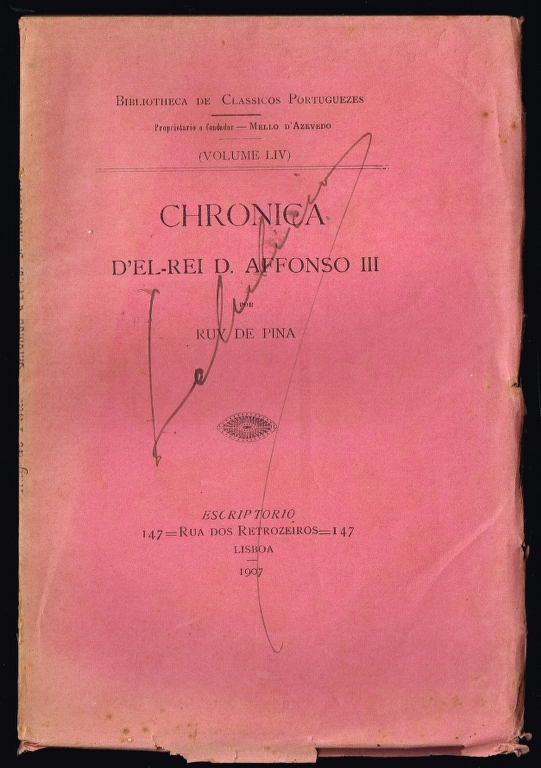 BIBLIOTHECA DE CLASSICOS PORTUGUEZES
Proprietario e fundador — MELLO D'AZEVEDO
(VOLUME LIV)
CHRONICA
D'EL-REI D. AFFONSO III
POR
RUY DE PINA
ESCRIPTORIO
147=RUA DOS RETROZEIROS=147
LISBOA
1907